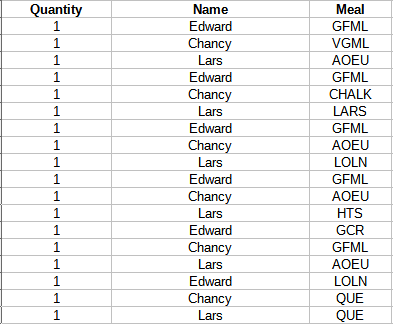 Quantity Name Meal
1 Edward GFML
1 Chancy VGML
1 Lars AOEU
1 Edward GFML
1 Chancy CHALK
1 Lars LARS
1 Edward GFML
1 Chancy AOEU
1 Lars LOLN
1 Edward GFML
1 Chancy AOEU
1 Lars HTS
1 Edward GCR
1 Chancy GFML
1 Lars AOEU
1 Edward LOLN
1 Chancy QUE
1 Lars QUE